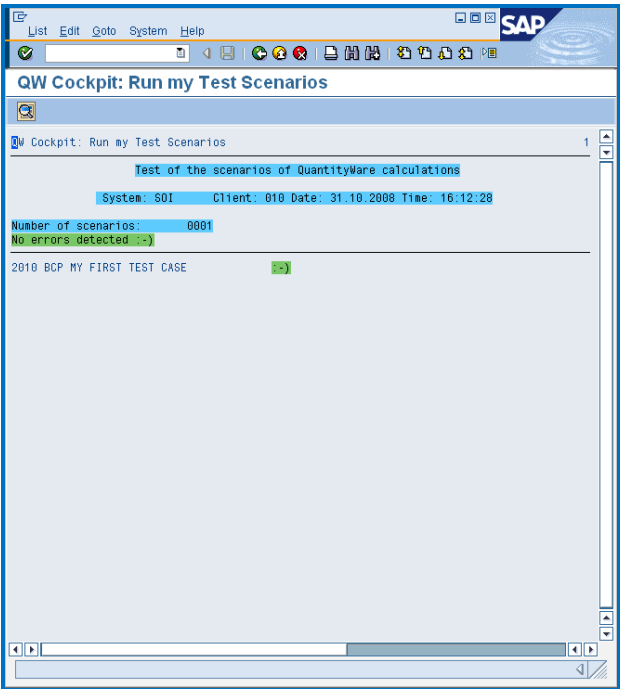 List Edit Goto System Help
SAP
QW Cockpit: Run my Test Scenarios
QW Cockpit: Run my Test Scenarios 1
Test of the scenarios of QuantityWare calculations
System: SOI Client: 010 Date: 31.10.2008 Time: 16:12:28
Number of scenarios: 0001
No errors detected :-)
2010 BCP MY FIRST TEST CASE :-)